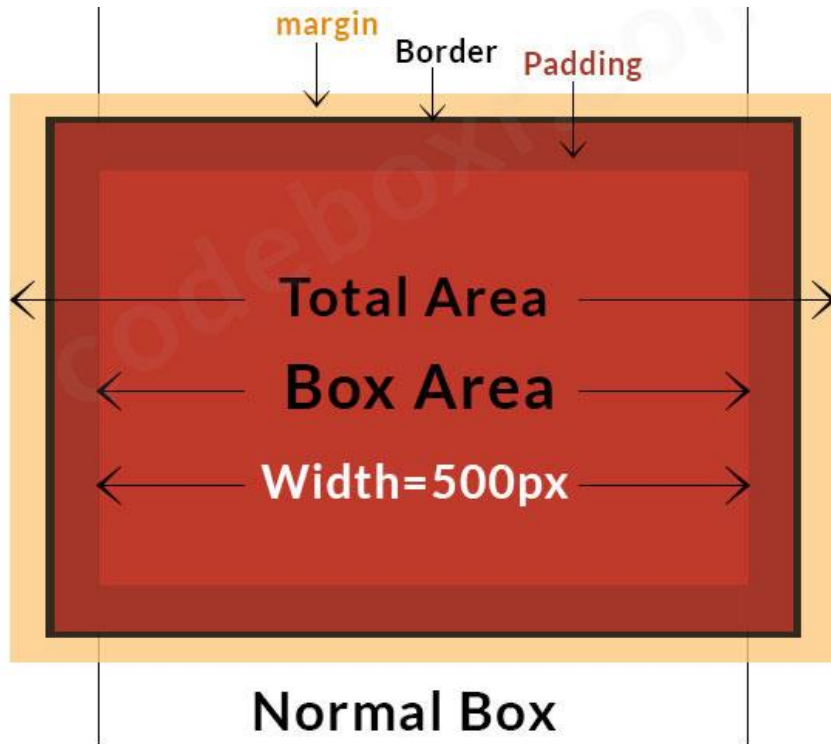 margin
Border
Padding
Total Area
Box Area
Width=500px
Normal Box